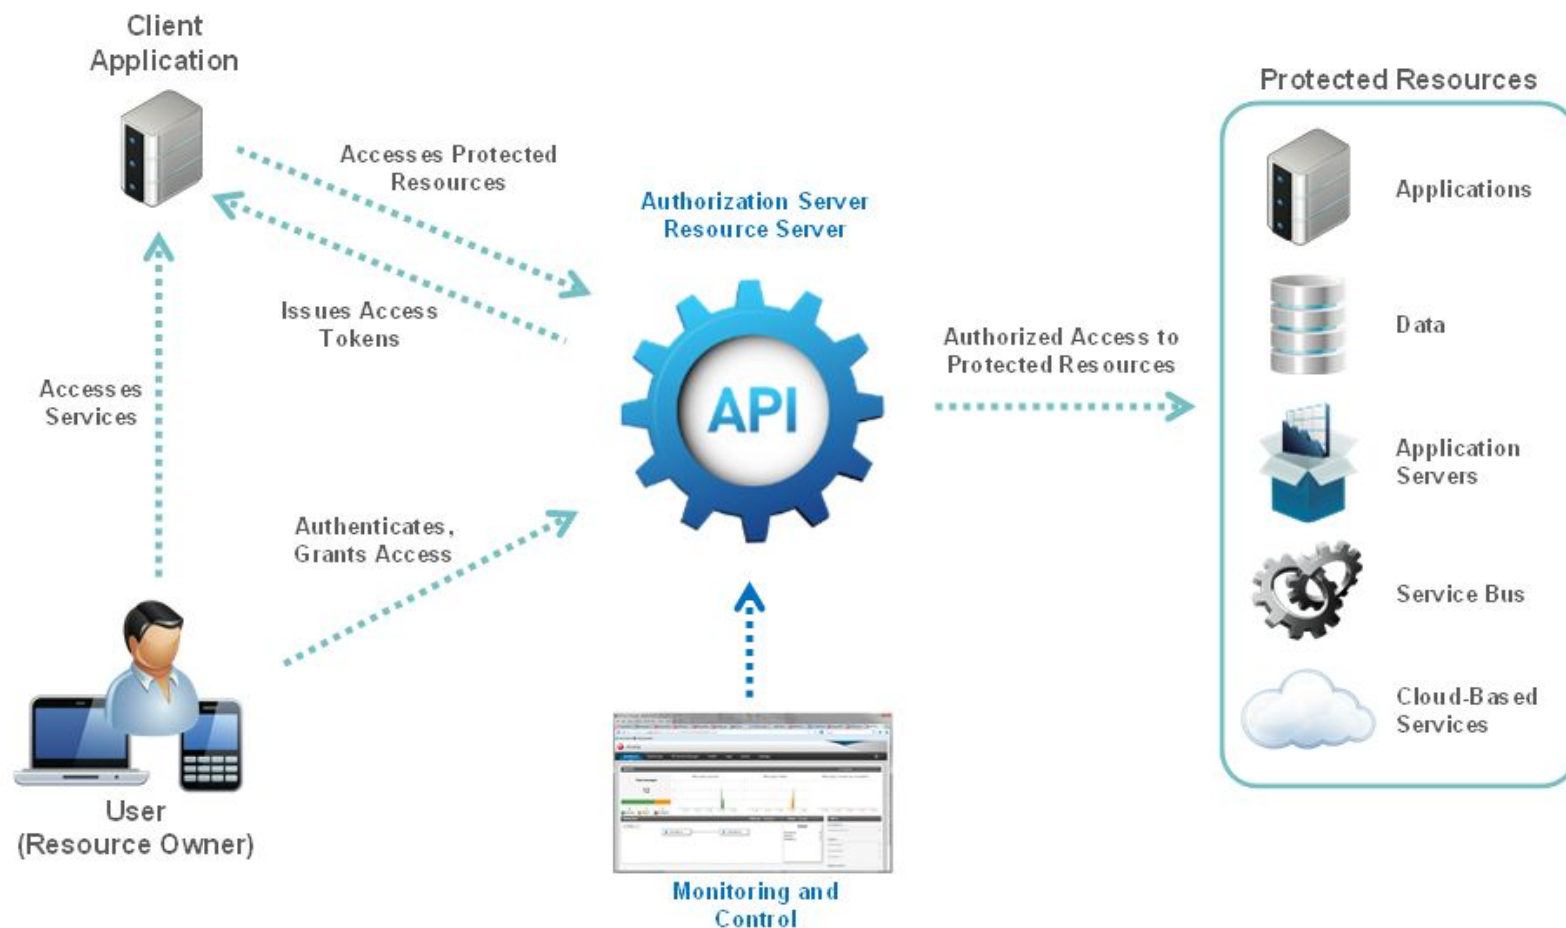 Client
Application
Protected Resources
Accesses Protected
Resources
Applications
Authorization Server
Resource Server
Issues Access
Tokens
Data
Authorized Access to
Protected Resources
Accesses
Services
API
Application
Servers
Authenticates,
Grants Access
Service Bus
Cloud-Based
Services
User
(Resource Owner)
Monitoring and
Control